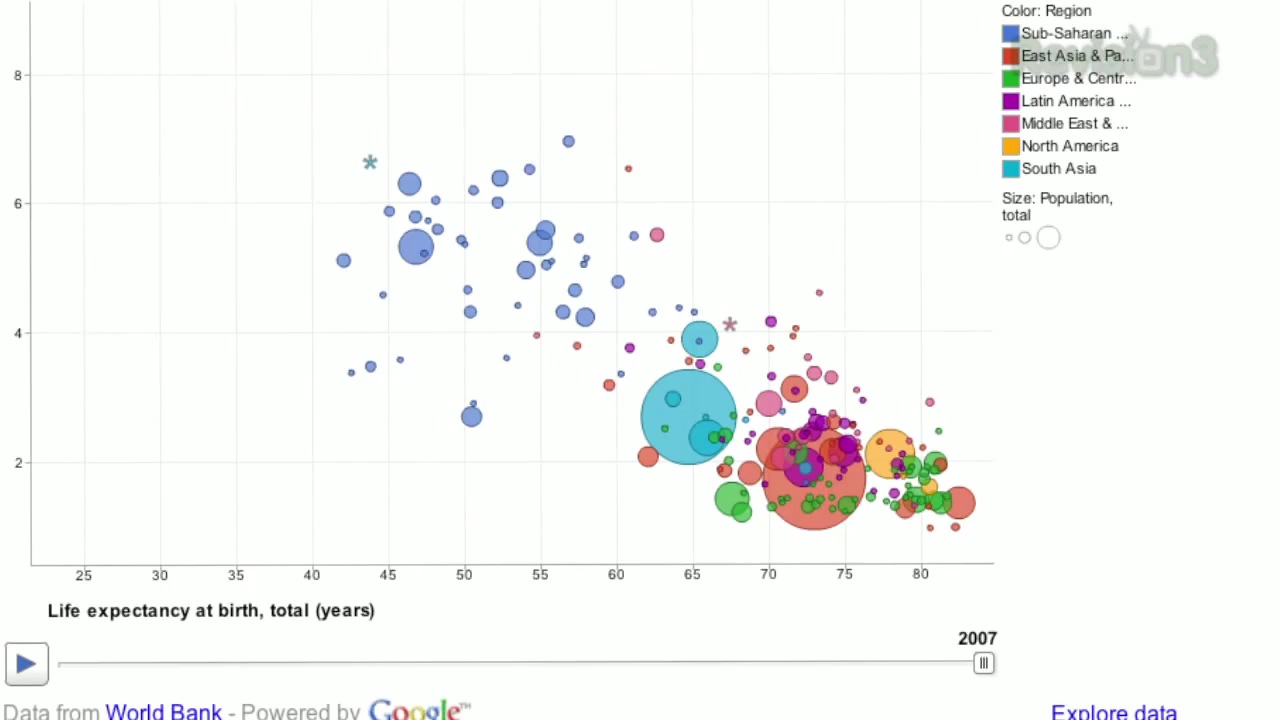 Color: Region
Sub-Saharan ...
East Asia & Pa...
Europe & Centr...
Latin America ...
Middle East & ...
North America
South Asia
Revision3
Size: Population,
total
8
6
4
2
25 30 35 40 45 50 55 60 65 70 75 80
Life expectancy at birth, total (years)
2007
Data from World Bank - Powered by Google™
Explore data